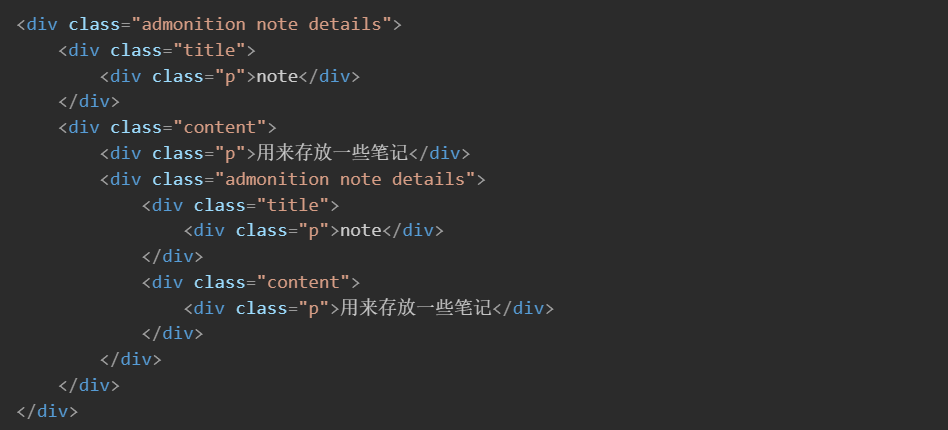 <div class="admonition note details">
    <div class="title">
        <div class="p">note</div>
    </div>
    <div class="content">
        <div class="p">用来存放一些笔记</div>
        <div class="admonition note details">
            <div class="title">
                <div class="p">note</div>
            </div>
            <div class="content">
                <div class="p">用来存放一些笔记</div>
            </div>
        </div>
    </div>
</div>